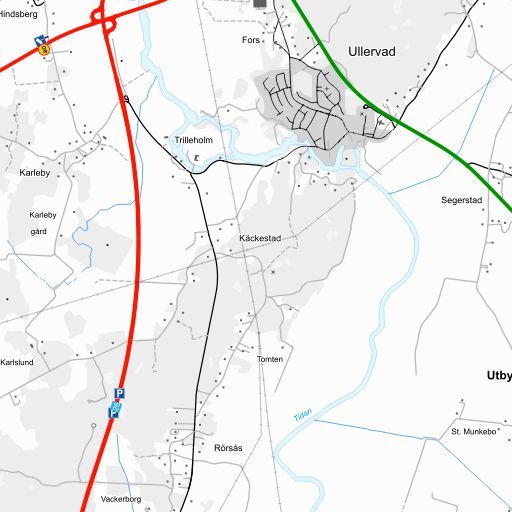 Hindsberg
Fors
Ullervad
Trilleholm
Karleby
Segerstad
Karleby
gård
Käckestad
Karlslund
Tomten
Utby
P
P
Tidan
St. Munkebo
Rörsås
Vackerborg